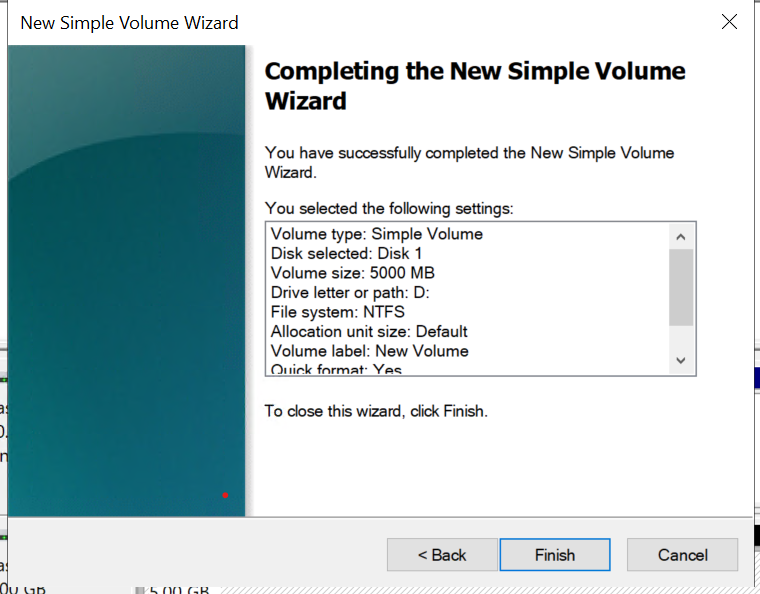 New Simple Volume Wizard
Completing the New Simple Volume
Wizard
You have successfully completed the New Simple Volume
Wizard.
You selected the following settings:
Volume type: Simple Volume
Disk selected: Disk 1
Volume size: 5000 MB
Drive letter or path: D:
File system: NTFS
Allocation unit size: Default
Volume label: New Volume
Quick format: Yes
To close this wizard, click Finish.
< Back
Finish
Cancel
5.00 GB